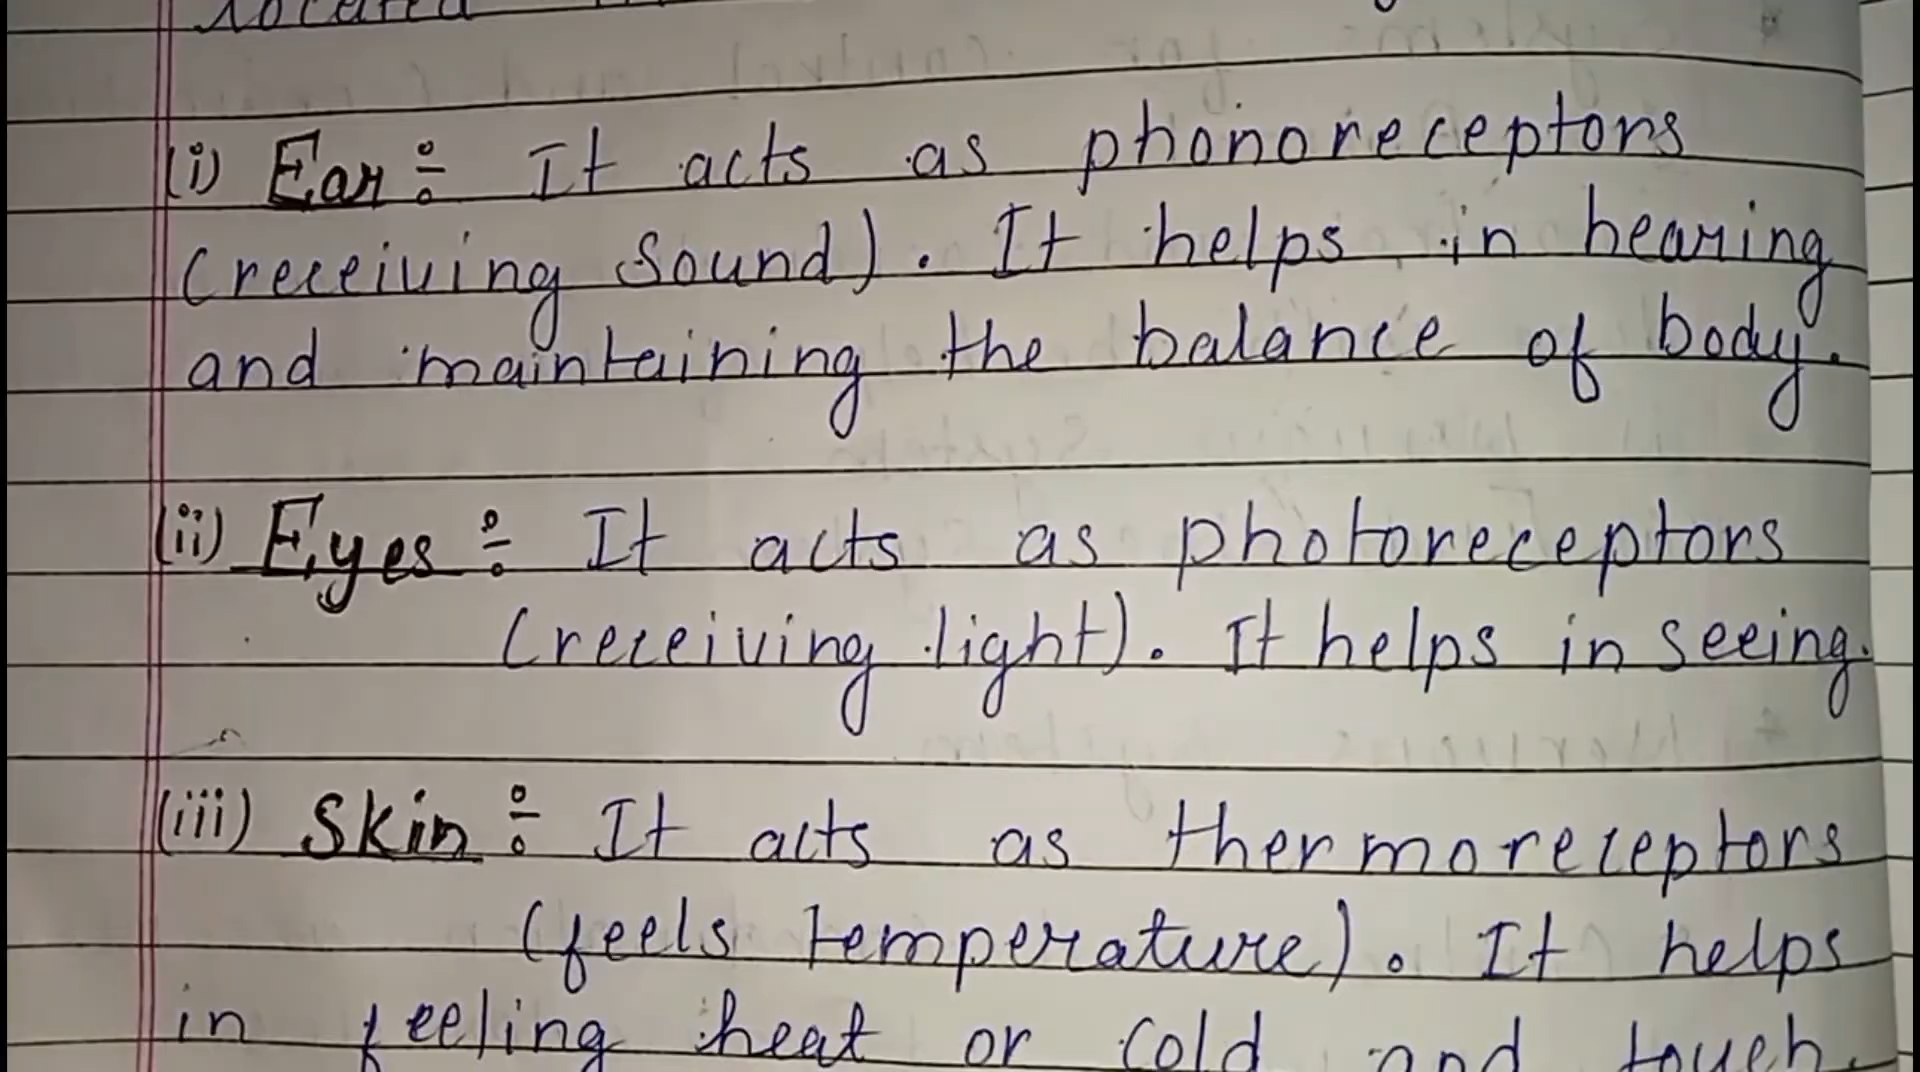 located
(i) Ear ÷ It acts as phonoreceptors
(receiving sound). It helps in hearing
and maintaining the balance of body.
(ii) Eyes ÷ It acts as photoreceptors
(receiving light). It helps in seeing.
(iii) Skin ÷ It acts as thermoreceptors
(feels temperature). It helps
in feeling heat or cold and touch.